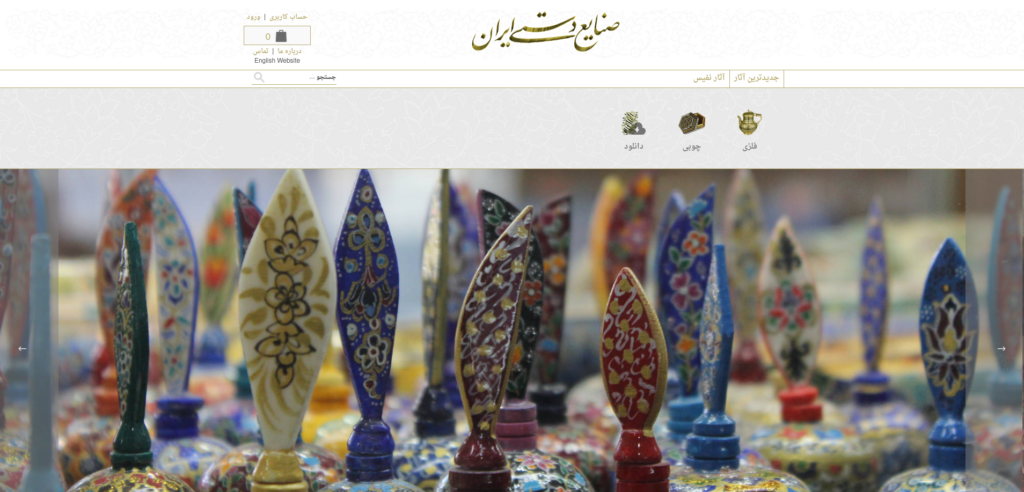 صنایع دستی ایران
حساب کاربری | ورود
0
درباره ما | تماس
English Website
جدیدترین آثار
آثار نفیس
جستجو ...
فلزی
چوبی
دانلود